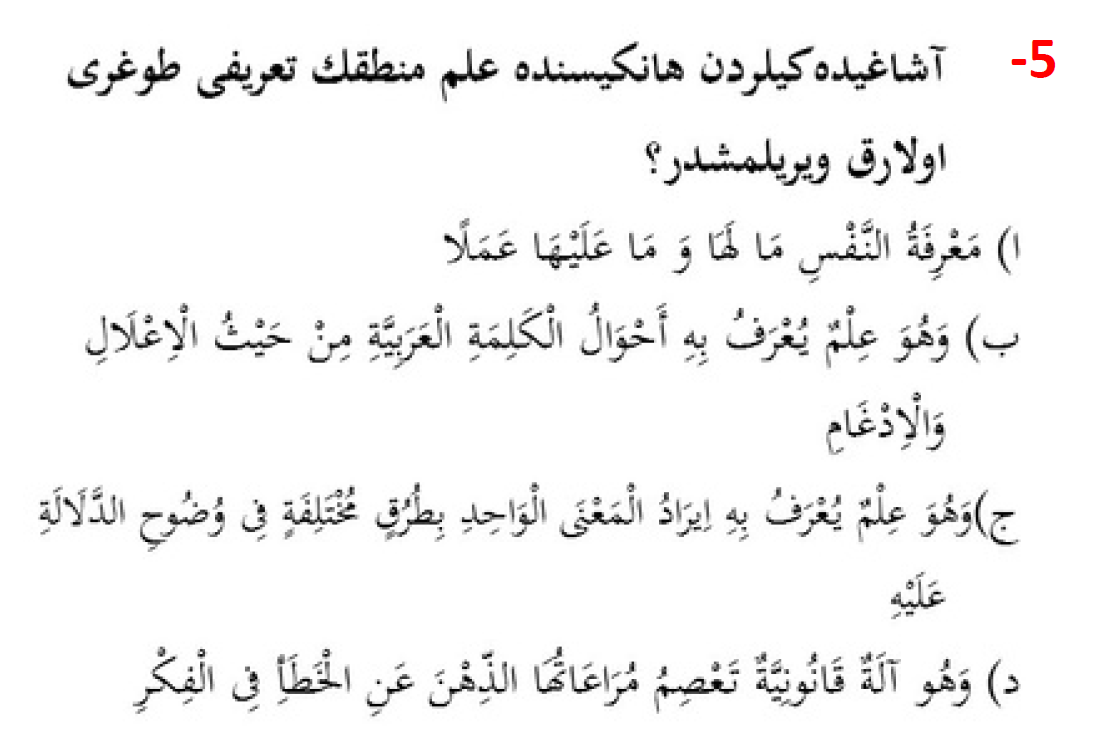 5-
آشاغیده‌کیلردن هانکیسنده علم منطقك تعریفی طوغری
اولارق ویریلمشدر؟
ا) مَعْرِفَةُ النَّفْسِ مَا لَهَا وَ مَا عَلَيْهَا عَمَلًا
ب) وَهُوَ عِلْمٌ يُعْرَفُ بِهِ أَحْوَالُ الْكَلِمَةِ الْعَرَبِيَّةِ مِنْ حَيْثُ الْاِعْلَالِ
وَالْاِدْغَامِ
ج)وَهُوَ عِلْمٌ يُعْرَفُ بِهِ اِيرَادُ الْمَعْنَى الْوَاحِدِ بِطُرُقٍ مُخْتَلِفَةٍ فِى وُضُوحِ الدَّلَالَةِ
عَلَيْهِ
د) وَهُو آلَةٌ قَانُونِيَّةٌ تَعْصِمُ مُرَاعَاتُهَا الذِّهْنَ عَنِ الْخَطَأِ فِى الْفِكْرِ